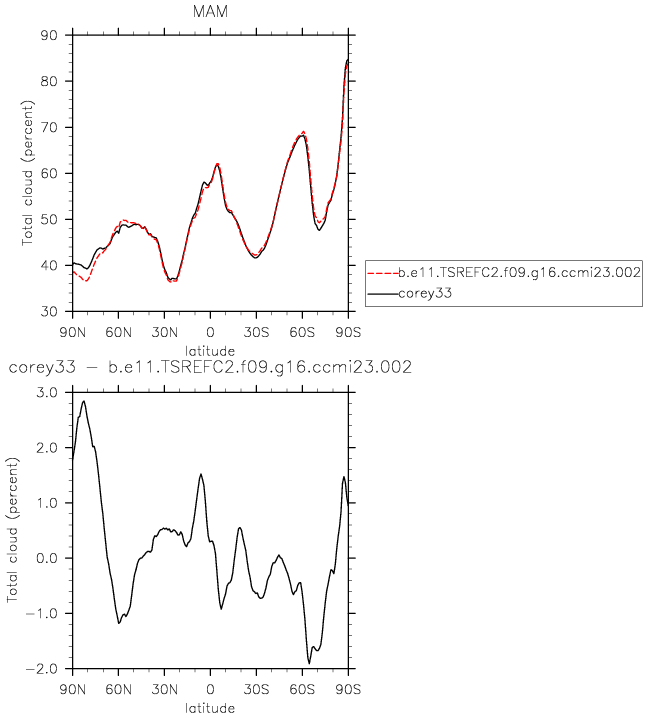 MAM
90
80
70
60
50
40
30
Total cloud (percent)
90N 60N 30N 0 30S 60S 90S
latitude
b.e11.TSREFC2.f09.g16.ccmi23.002
corey33
corey33 − b.e11.TSREFC2.f09.g16.ccmi23.002
3.0
2.0
1.0
0.0
−1.0
−2.0
Total cloud (percent)
90N 60N 30N 0 30S 60S 90S
latitude